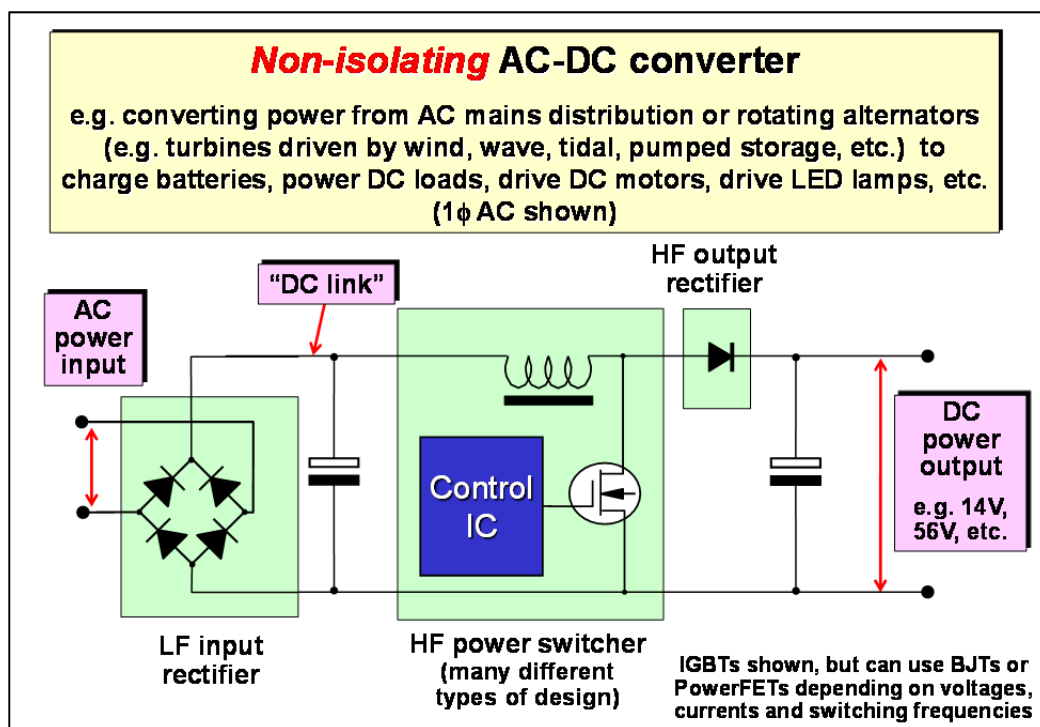 Non-isolating AC-DC converter
e.g. converting power from AC mains distribution or rotating alternators
(e.g. turbines driven by wind, wave, tidal, pumped storage, etc.) to
charge batteries, power DC loads, drive DC motors, drive LED lamps, etc.
(1ϕ AC shown)
HF output
rectifier
“DC link”
AC
power
input
Control
IC
DC
power
output
e.g. 14V,
56V, etc.
LF input
rectifier
HF power switcher
(many different
types of design)
IGBTs shown, but can use BJTs or
PowerFETs depending on voltages,
currents and switching frequencies